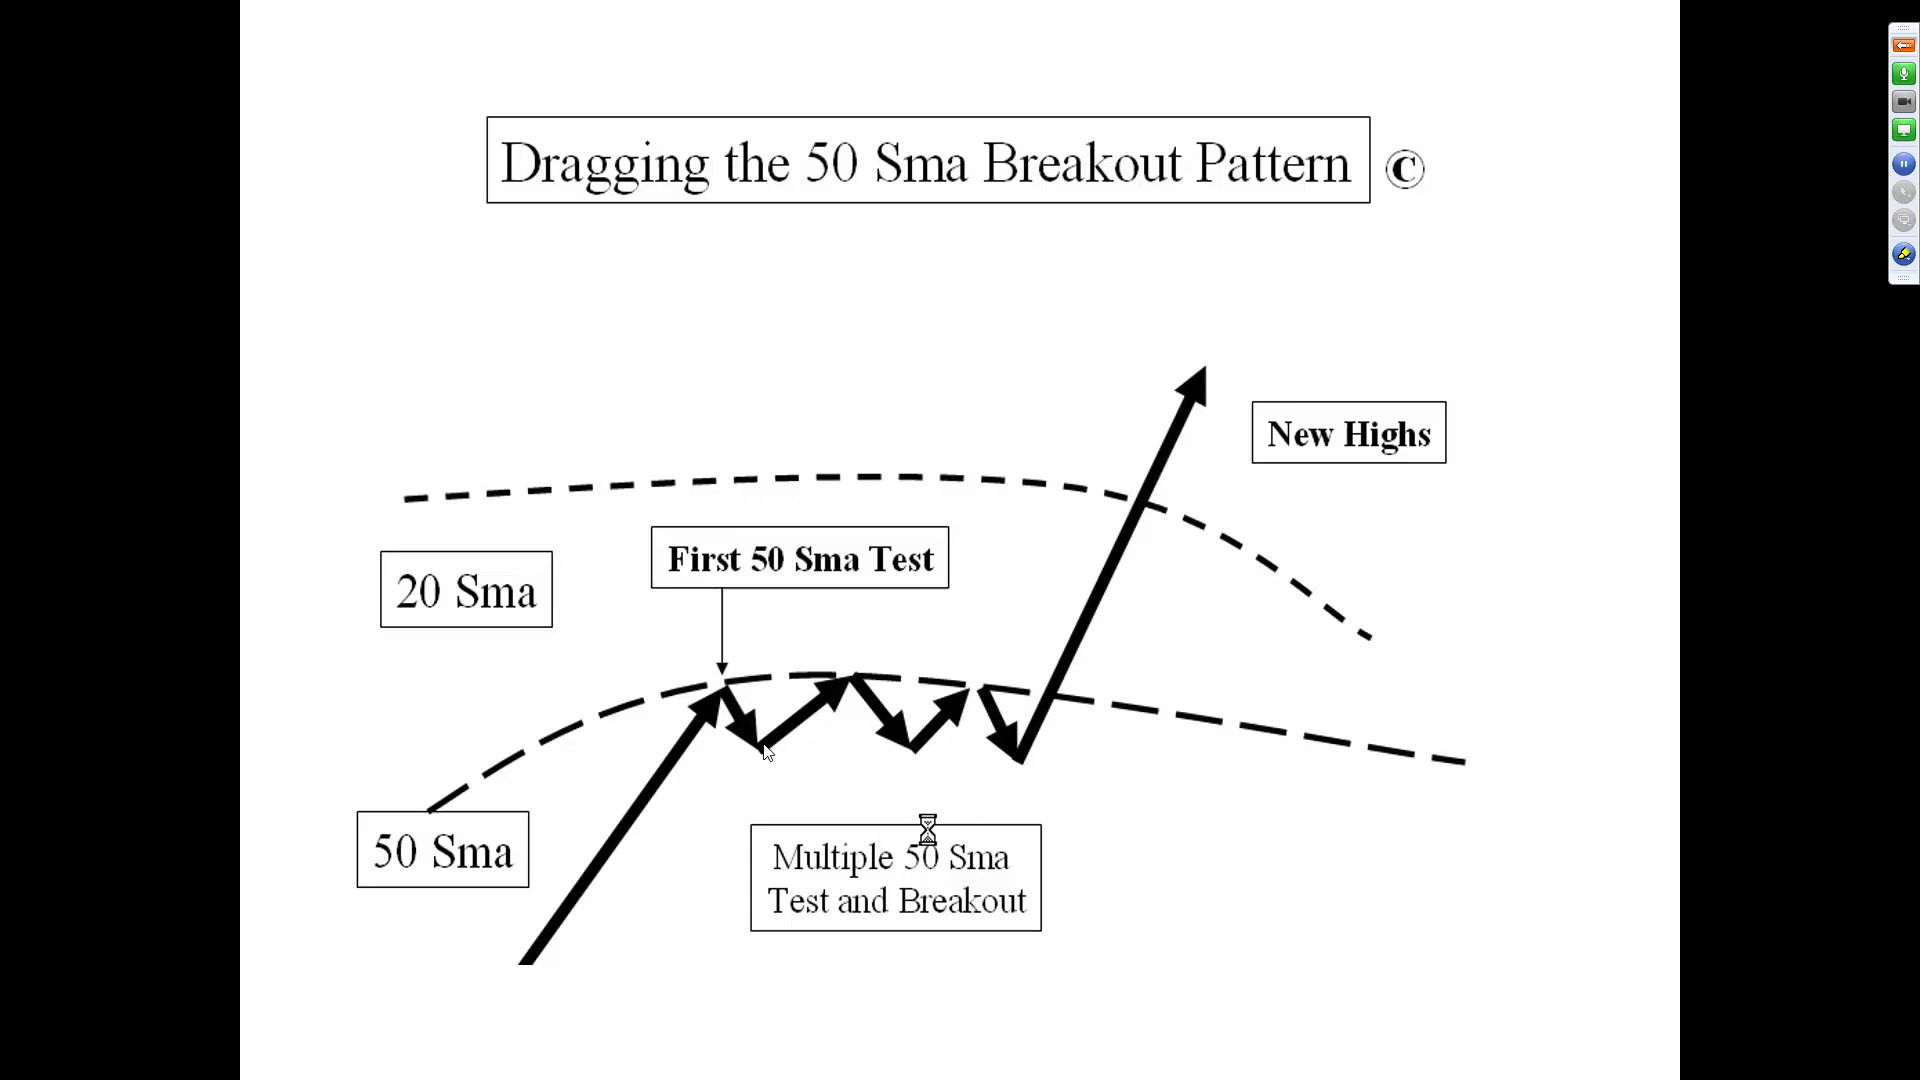 Dragging the 50 Sma Breakout Pattern ©
New Highs
First 50 Sma Test
20 Sma
50 Sma
Multiple 50 Sma
Test and Breakout